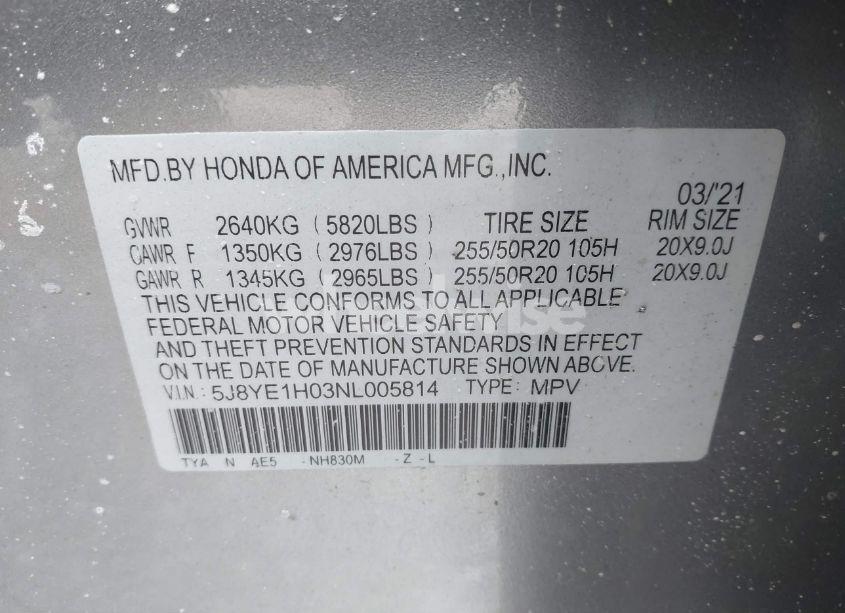 MFD.BY HONDA OF AMERICA MFG.,INC.
03/'21
GVWR 2640KG (5820LBS) TIRE SIZE RIM SIZE
GAWR F 1350KG (2976LBS) 255/50R20 105H 20X9.0J
GAWR R 1345KG (2965LBS) 255/50R20 105H 20X9.0J
THIS VEHICLE CONFORMS TO ALL APPLICABLE
FEDERAL MOTOR VEHICLE SAFETY
AND THEFT PREVENTION STANDARDS IN EFFECT
ON THE DATE OF MANUFACTURE SHOWN ABOVE.
V.I.N.: 5J8YE1H03NL005814 TYPE: MPV
TYA N AE5 -NH830M -Z -L